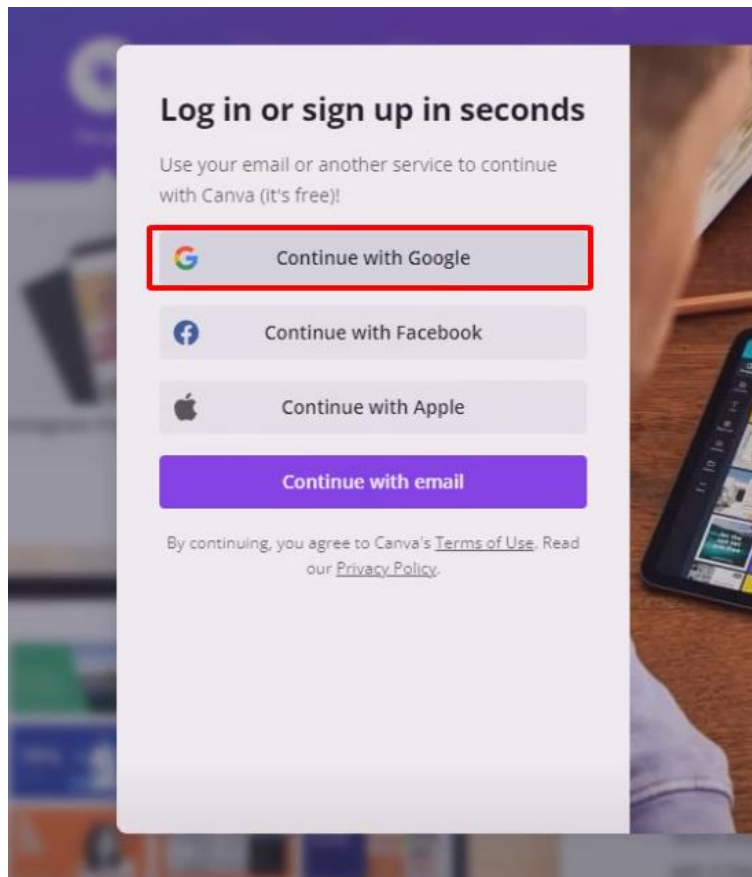 Log in or sign up in seconds
Use your email or another service to continue
with Canva (it's free)!
Continue with Google
Continue with Facebook
Continue with Apple
Continue with email
By continuing, you agree to Canva's Terms of Use. Read
our Privacy Policy.